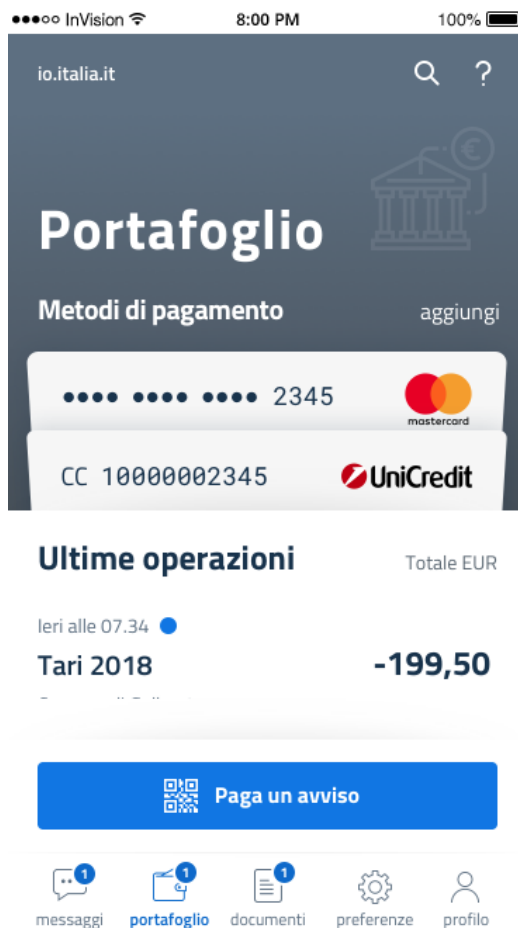 InVision 8:00 PM 100%
io.italia.it ?
Portafoglio
Metodi di pagamento aggiungi
•••• •••• •••• 2345 mastercard
CC 10000002345 UniCredit
Ultime operazioni Totale EUR
Ieri alle 07.34
Tari 2018 -199,50
Paga un avviso
1 1 1
messaggi portafoglio documenti preferenze profilo